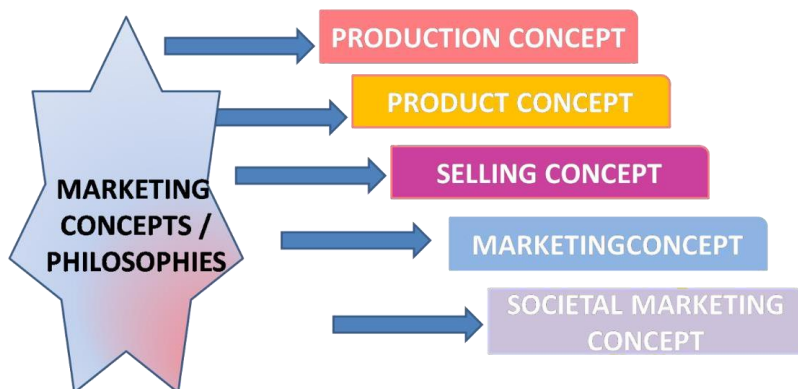 PRODUCTION CONCEPT
PRODUCT CONCEPT
SELLING CONCEPT
MARKETING
CONCEPTS /
PHILOSOPHIES
MARKETINGCONCEPT
SOCIETAL MARKETING
CONCEPT